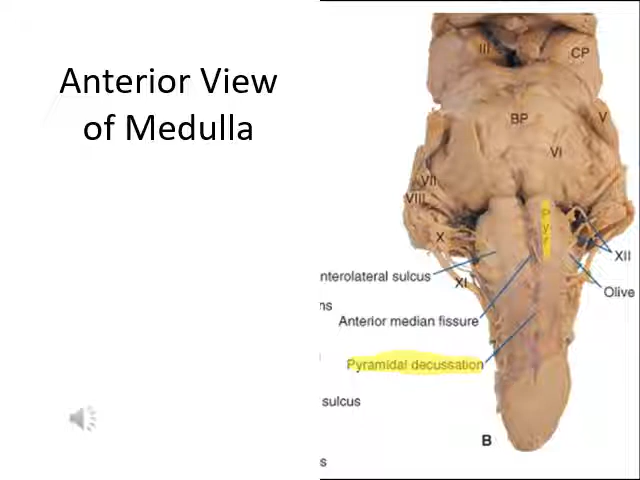 Anterior View
of Medulla
III
CP
BP
V
VI
VII
VIII
Pyr
X
XII
nterolateral sulcus
XI
Olive
ns
Anterior median fissure
Pyramidal decussation
sulcus
B
s